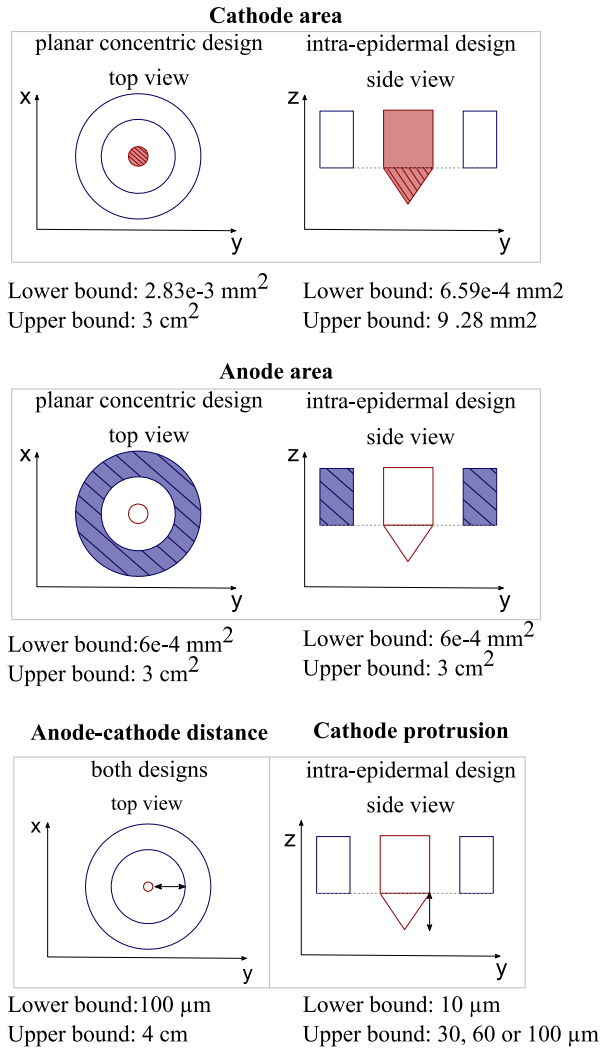 Cathode area
planar concentric design
top view
x
y
intra-epidermal design
side view
z
y
Lower bound: 2.83e-3 mm²
Upper bound: 3 cm²
Lower bound: 6.59e-4 mm2
Upper bound: 9 .28 mm2
Anode area
planar concentric design
top view
x
y
intra-epidermal design
side view
z
y
Lower bound:6e-4 mm²
Upper bound: 3 cm²
Lower bound: 6e-4 mm²
Upper bound: 3 cm²
Anode-cathode distance
both designs
top view
x
y
Cathode protrusion
intra-epidermal design
side view
z
y
Lower bound:100 µm
Upper bound: 4 cm
Lower bound: 10 µm
Upper bound: 30, 60 or 100 µm